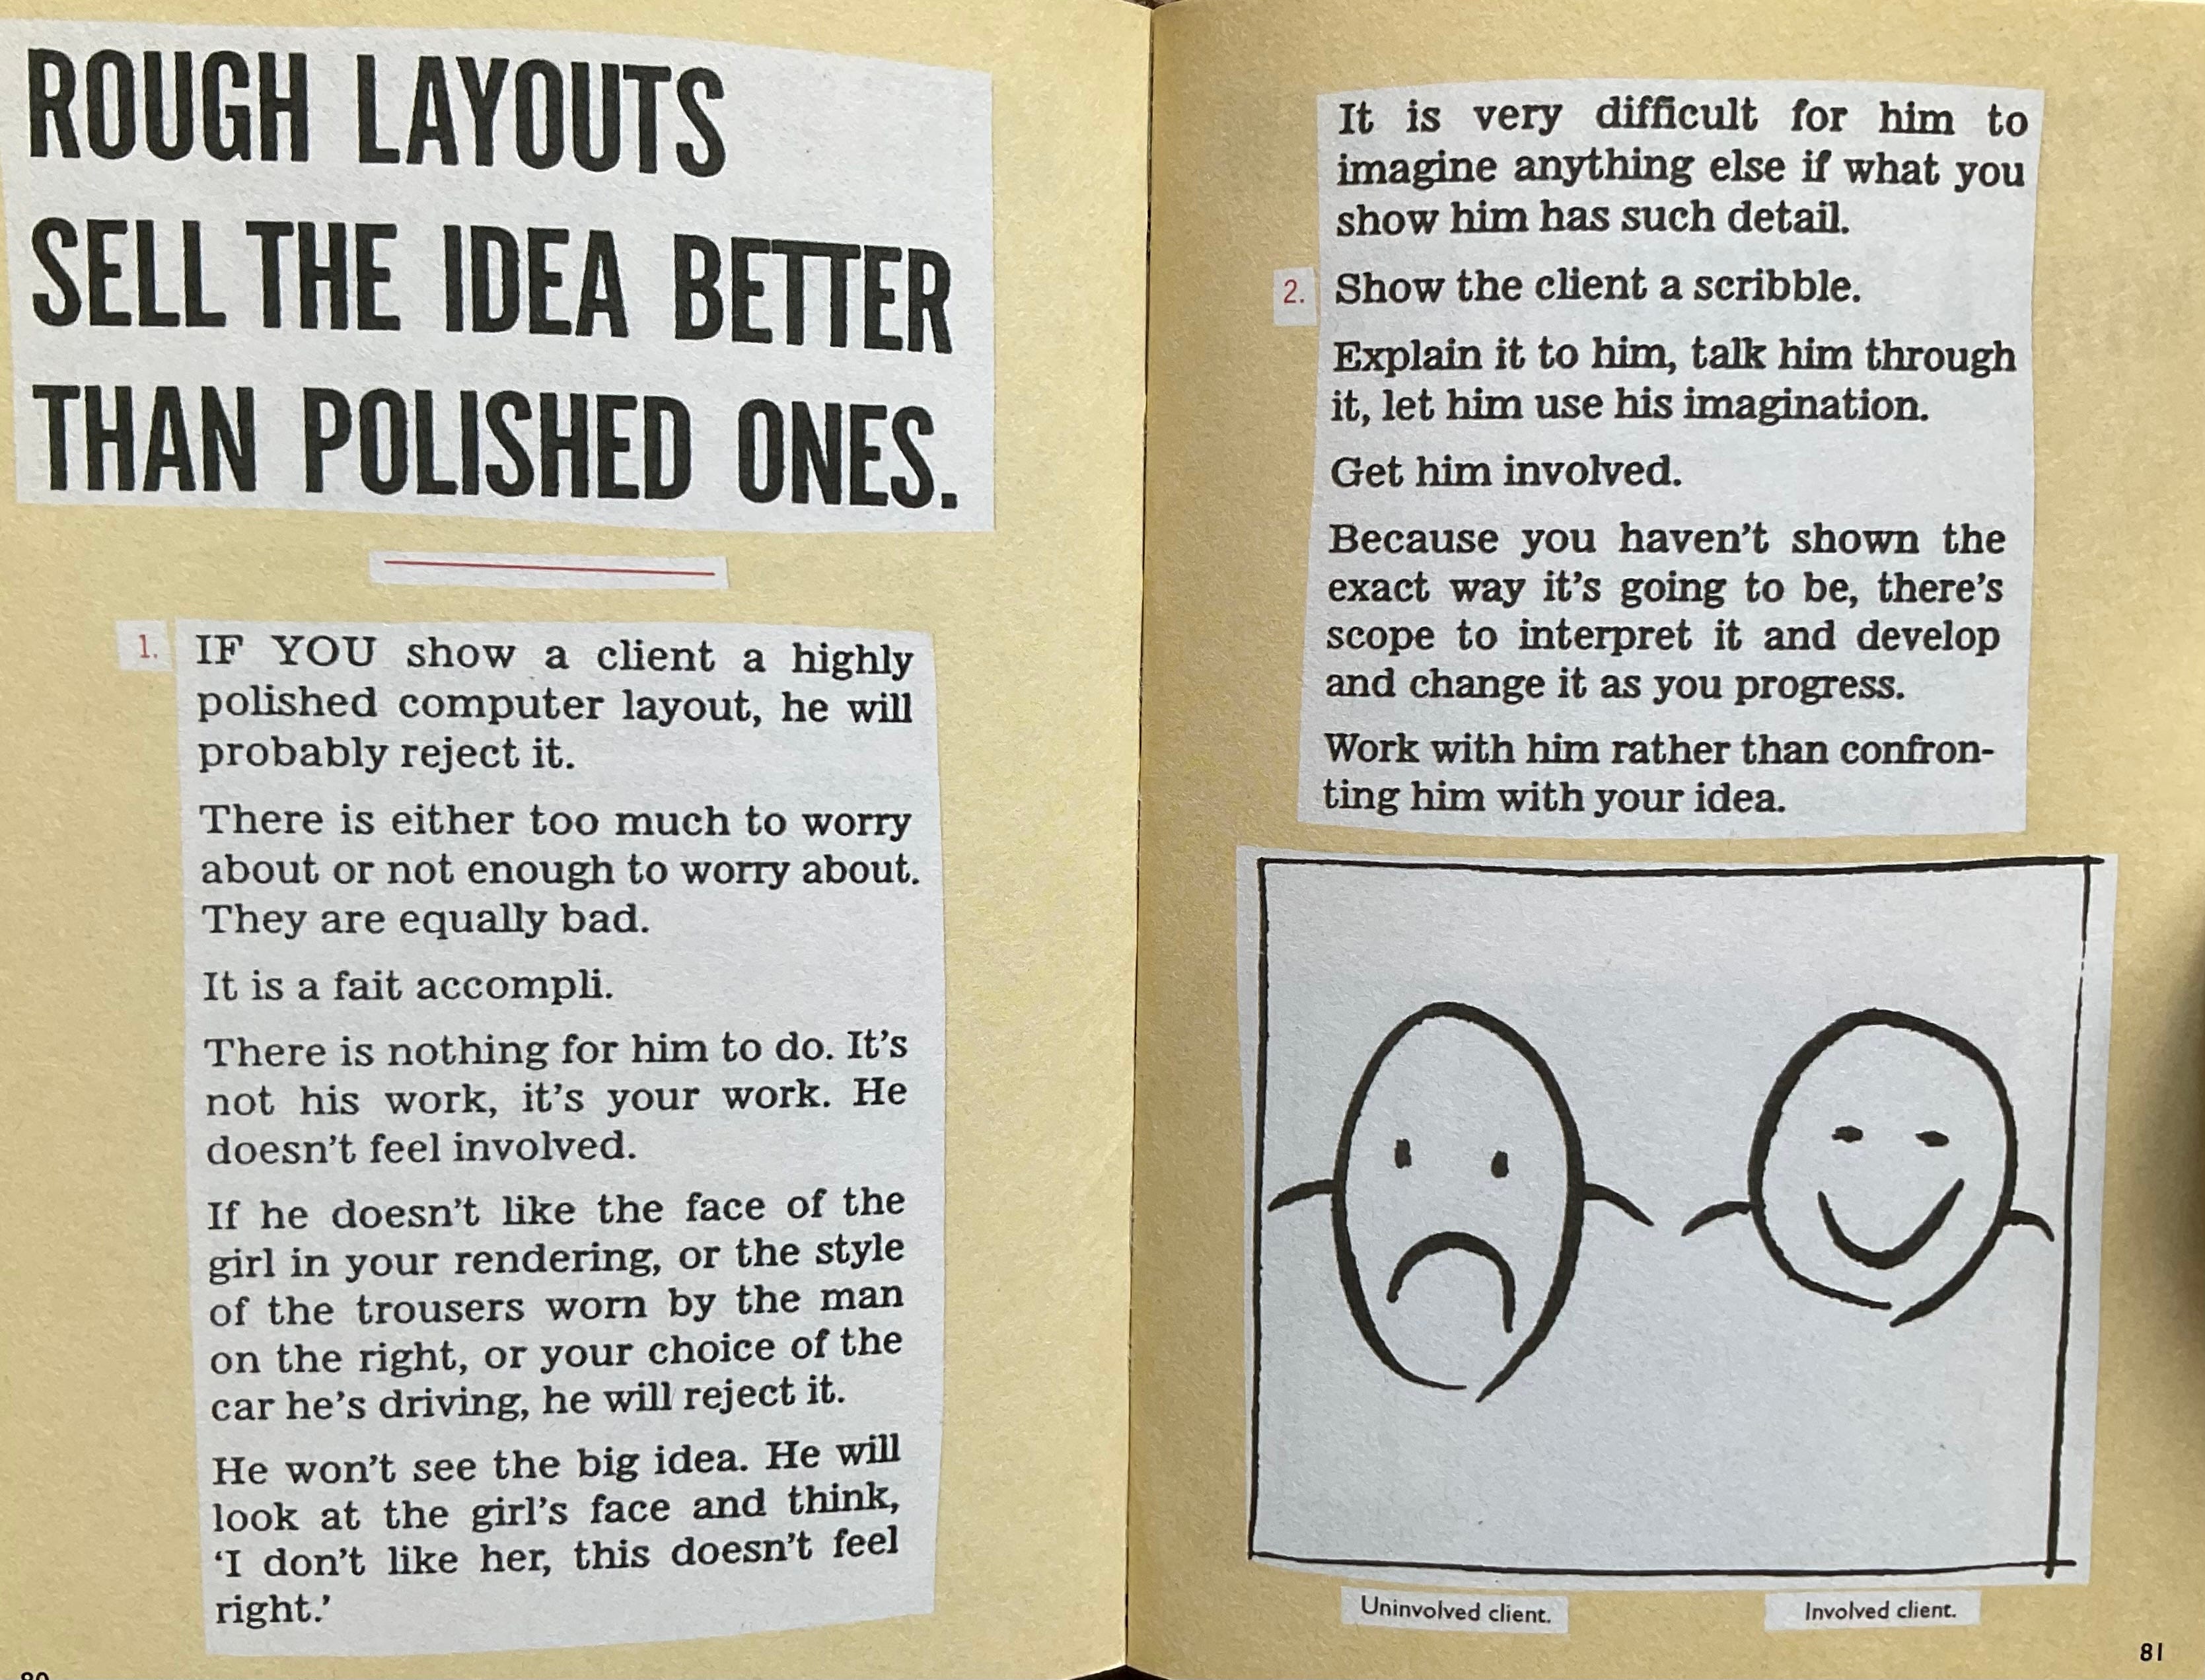 ROUGH LAYOUTS
SELL THE IDEA BETTER
THAN POLISHED ONES.
1.
IF YOU show a client a highly
polished computer layout, he will
probably reject it.
There is either too much to worry
about or not enough to worry about.
They are equally bad.
It is a fait accompli.
There is nothing for him to do. It's
not his work, it's your work. He
doesn't feel involved.
If he doesn't like the face of the
girl in your rendering, or the style
of the trousers worn by the man
on the right, or your choice of the
car he's driving, he will reject it.
He won't see the big idea. He will
look at the girl's face and think,
‘I don't like her, this doesn't feel
right.’
It is very difficult for him to
imagine anything else if what you
show him has such detail.
2.
Show the client a scribble.
Explain it to him, talk him through
it, let him use his imagination.
Get him involved.
Because you haven't shown the
exact way it's going to be, there's
scope to interpret it and develop
and change it as you progress.
Work with him rather than confron-
ting him with your idea.
Uninvolved client.
Involved client.
81